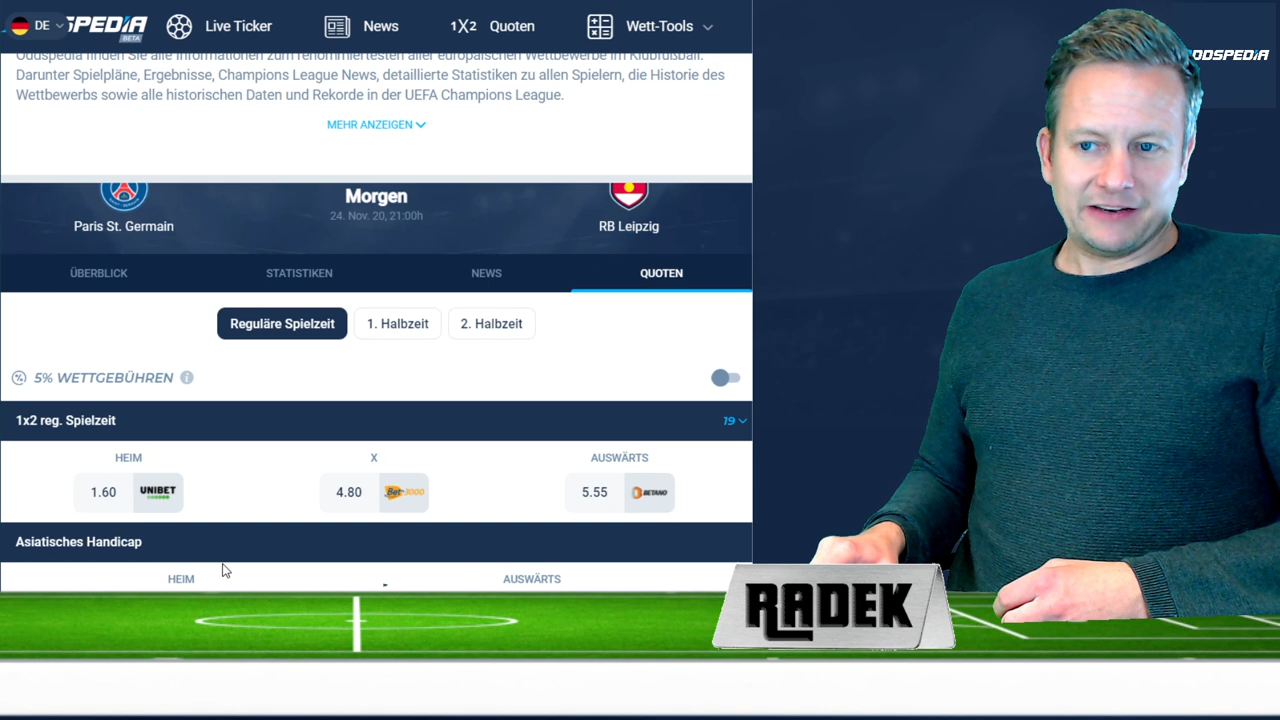 DE
SPEDIA
BETA
Live Ticker
News
1X2 Quoten
Wett-Tools
ODDSPEDIA
Oddspedia finden Sie alle Informationen zum renommiertesten aller europäischen Wettbewerbe im Klubfußball.
Darunter Spielpläne, Ergebnisse, Champions League News, detaillierte Statistiken zu allen Spielern, die Historie des
Wettbewerbs sowie alle historischen Daten und Rekorde in der UEFA Champions League.
MEHR ANZEIGEN
Morgen
24. Nov. 20, 21:00h
Paris St. Germain
RB Leipzig
ÜBERBLICK
STATISTIKEN
NEWS
QUOTEN
Reguläre Spielzeit
1. Halbzeit
2. Halbzeit
5% WETTGEBÜHREN
1x2 reg. Spielzeit
19
HEIM
X
AUSWÄRTS
1.60 UNIBET
4.80 Bet3000
5.55 BETANO
Asiatisches Handicap
HEIM
AUSWÄRTS
RADEK